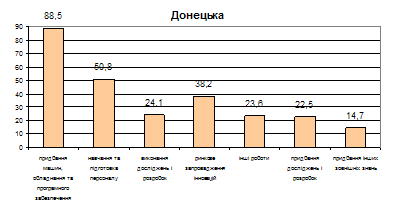 Донецька
88,5
50,8
24,1
38,2
23,6
22,5
14,7
90
80
70
60
50
40
30
20
10
0
придбання
машин,
обладнання та
програмного
забезпечення
навчання та
підготовка
персоналу
виконання
досліджень і
розробок
ринкове
запровадження
інновацій
інші роботи
придбання
досліджень і
розробок
придбання інших
зовнішніх знань